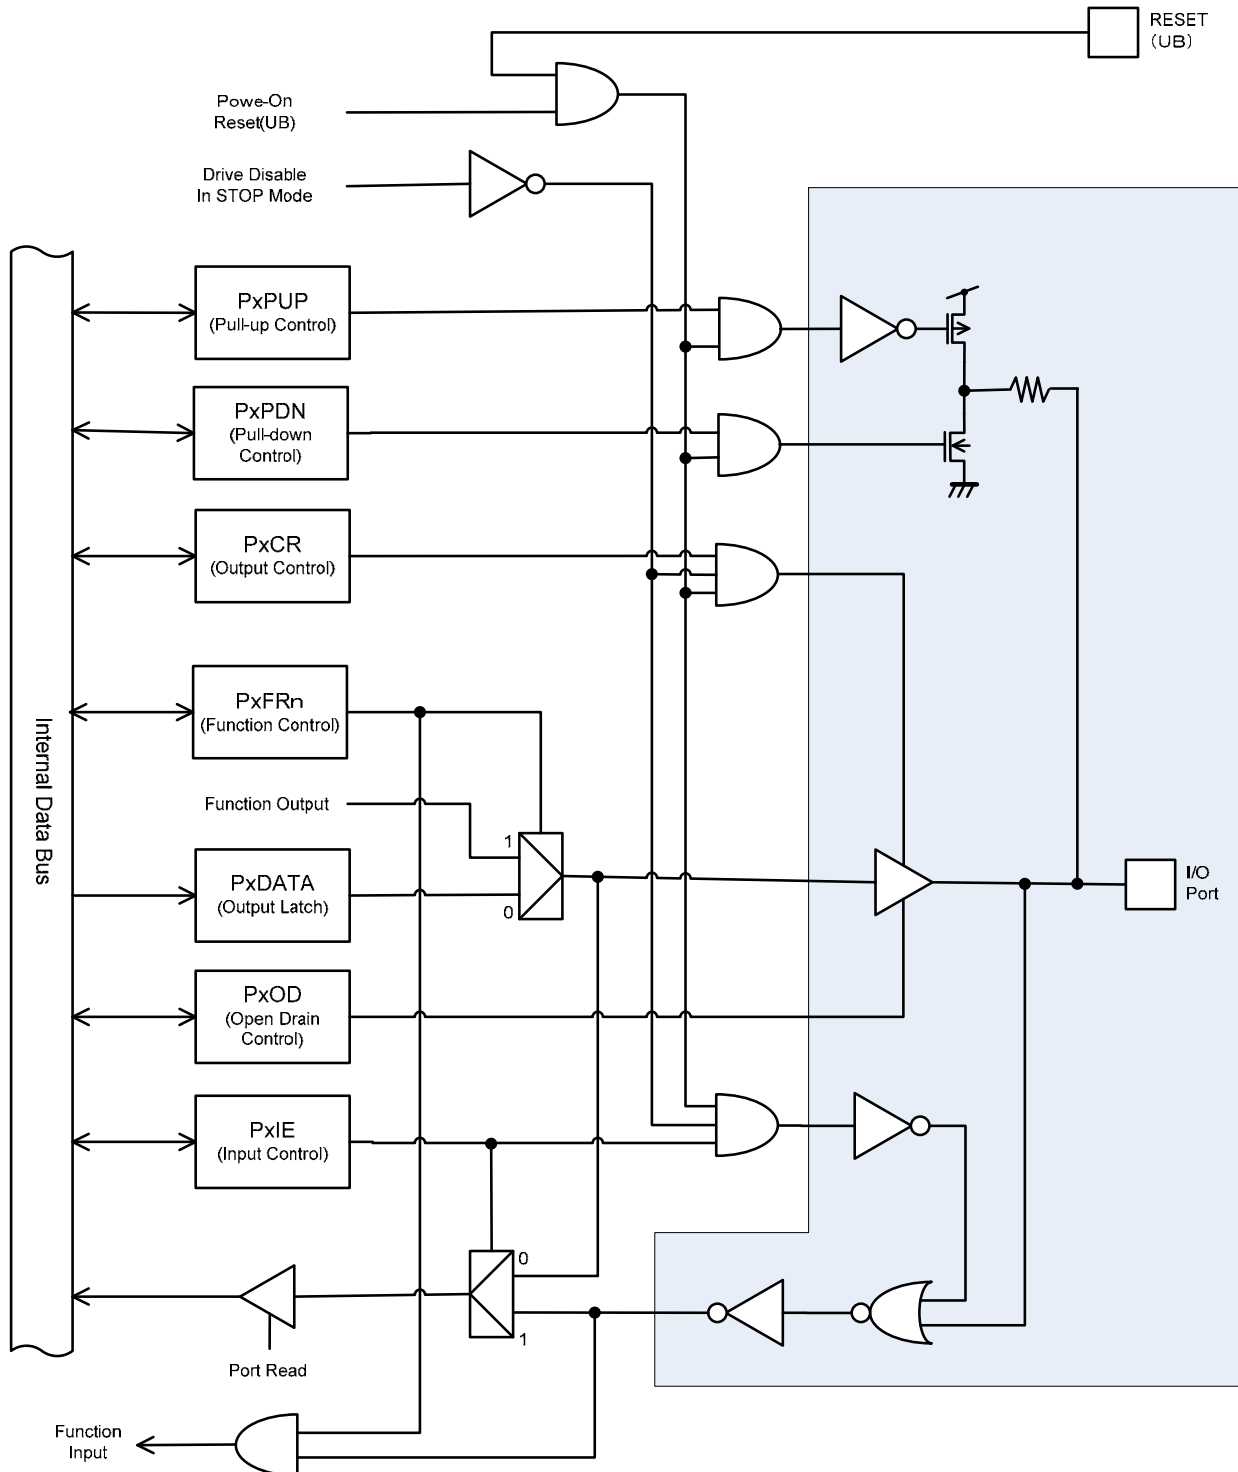 RESET
(UB)
Powe-On
Reset(UB)
Drive Disable
In STOP Mode
PxPUP
(Pull-up Control)
PxPDN
(Pull-down
Control)
PxCR
(Output Control)
PxFRn
(Function Control)
Internal Data Bus
Function Output
1
PxDATA
(Output Latch)
0
I/O
Port
PxOD
(Open Drain
Control)
PxIE
(Input Control)
0
1
Port Read
Function
Input